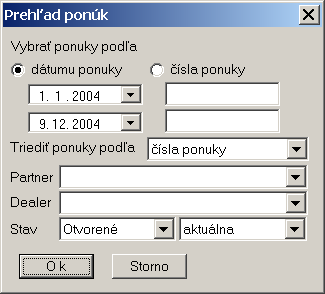 Prehľad ponúk
Vybrať ponuky podľa
dátumu ponuky čísla ponuky
1. 1. 2004
9. 12. 2004
Triediť ponuky podľa čísla ponuky
Partner
Dealer
Stav Otvorené aktuálna
Ok Storno